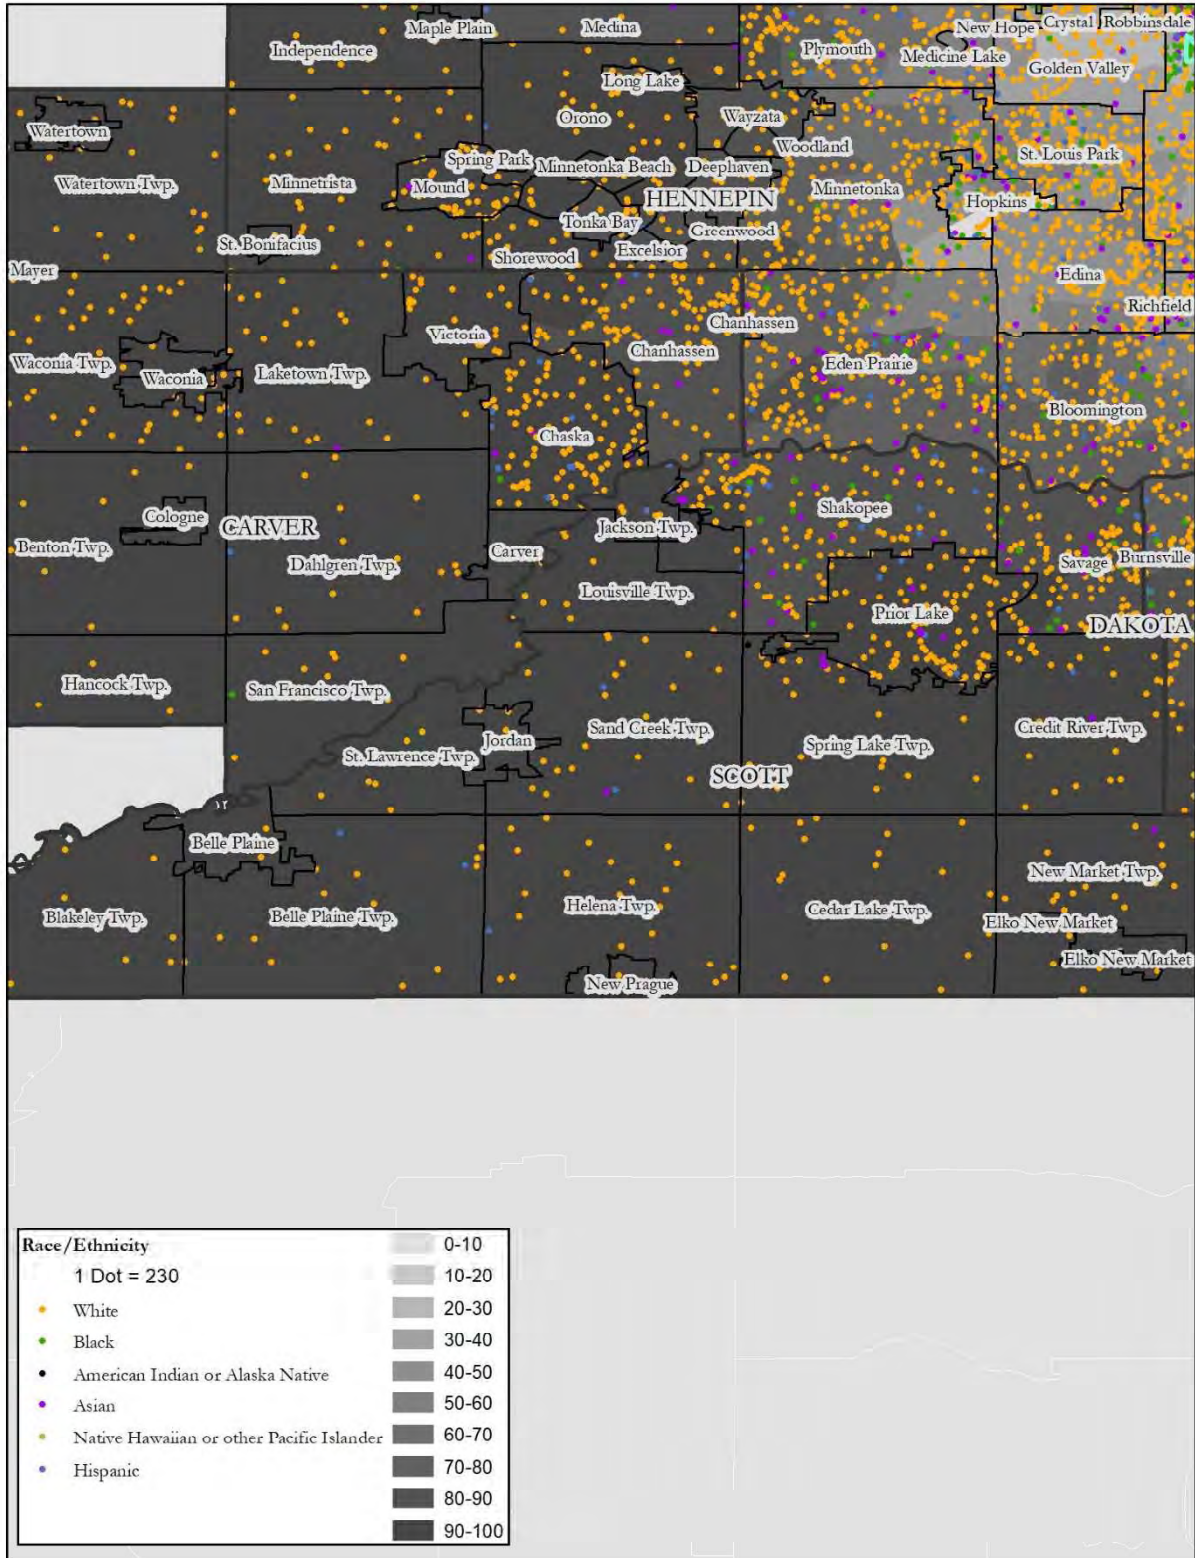 Maple Plain
Medina
New Hope
Crystal
Robbinsdale
Independence
Plymouth
Medicine Lake
Golden Valley
Long Lake
Watertown
Orono
Wayzata
Woodland
St. Louis Park
Spring Park
Minnetonka Beach
Deephaven
Watertown Twp.
Minnetrista
Mound
HENNEPIN
Minnetonka
Hopkins
Tonka Bay
Greenwood
St. Bonifacius
Excelsior
Shorewood
Mayer
Edina
Richfield
Victoria
Chanhassen
Chanhassen
Waconia Twp.
Waconia
Laketown Twp.
Eden Prairie
Bloomington
Chaska
Cologne
CARVER
Jackson Twp.
Shakopee
Benton Twp.
Dahlgren Twp.
Carver
Savage
Burnsville
Louisville Twp.
Prior Lake
DAKOTA
Hancock Twp.
San Francisco Twp.
Sand Creek Twp.
Credit River Twp.
Jordan
Spring Lake Twp.
St. Lawrence Twp.
SCOTT
Belle Plaine
New Market Twp.
Blakeley Twp.
Belle Plaine Twp.
Helena Twp.
Cedar Lake Twp.
Elko New Market
Elko New Market
New Prague
Race/Ethnicity
1 Dot = 230
White
Black
American Indian or Alaska Native
Asian
Native Hawaiian or other Pacific Islander
Hispanic
0-10
10-20
20-30
30-40
40-50
50-60
60-70
70-80
80-90
90-100